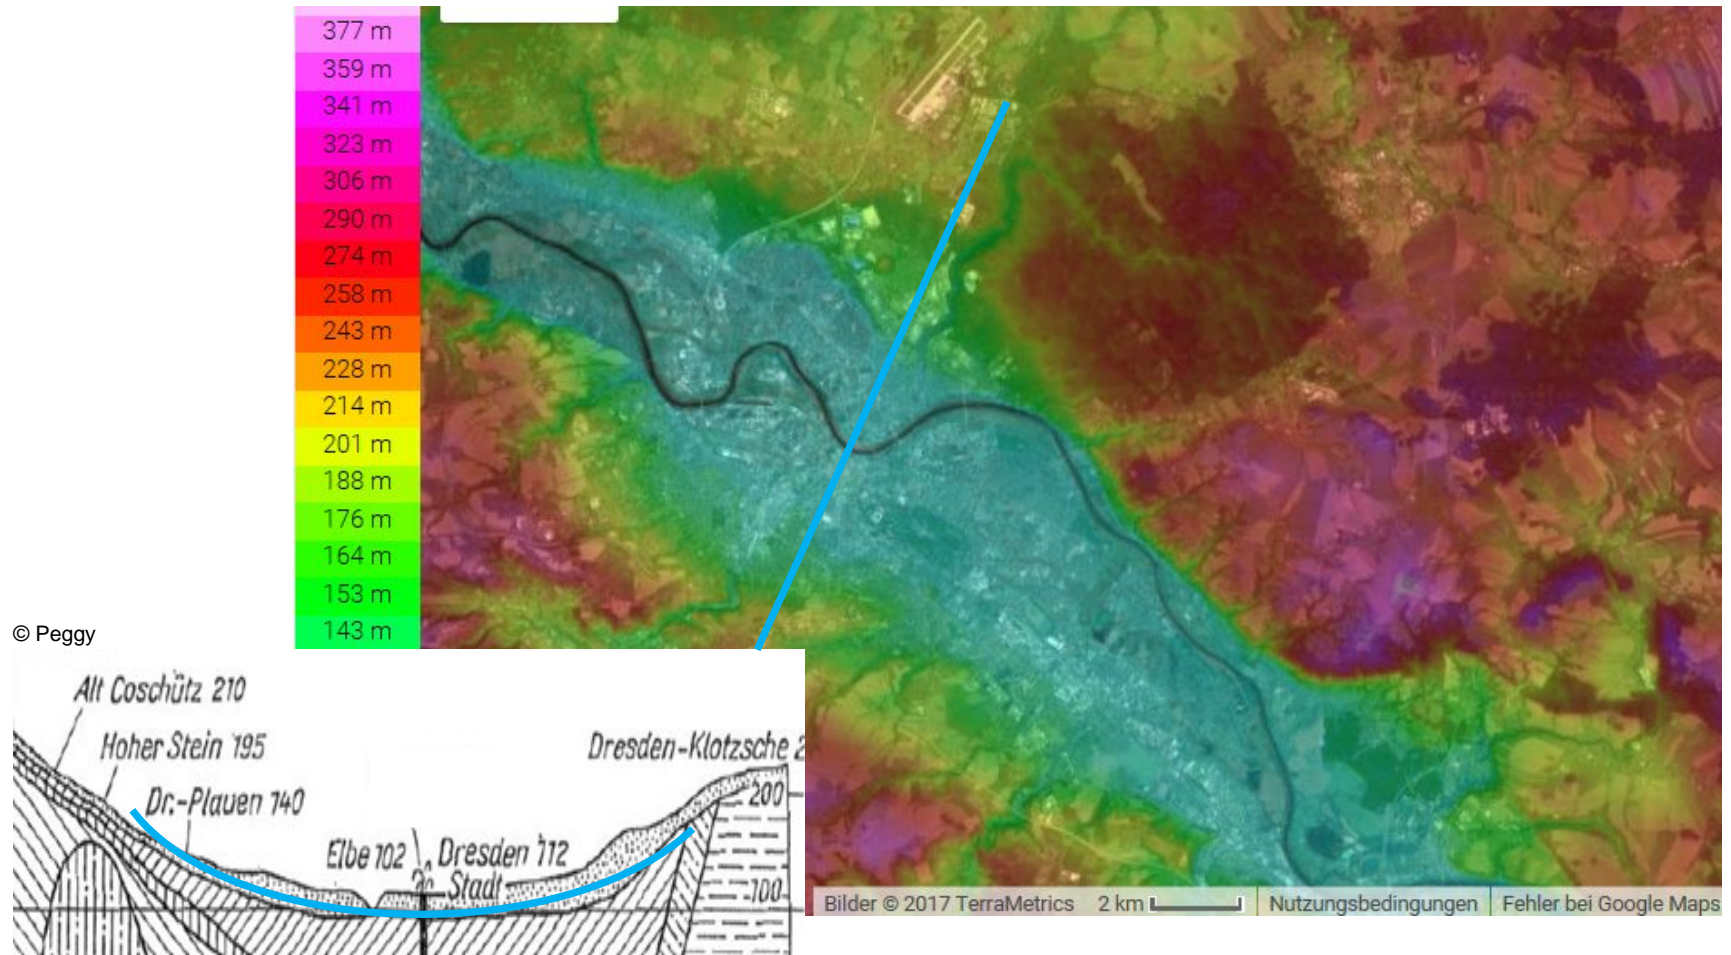 377 m
359 m
341 m
323 m
306 m
290 m
274 m
258 m
243 m
228 m
214 m
201 m
188 m
176 m
164 m
153 m
143 m
© Peggy
Alt Coschütz 210
Hoher Stein 195
Dr.-Plauen 140
Elbe 102
Dresden 112
Stadt
Dresden-Klotzsche 2
200
100
Bilder © 2017 TerraMetrics
2 km
Nutzungsbedingungen
Fehler bei Google Maps